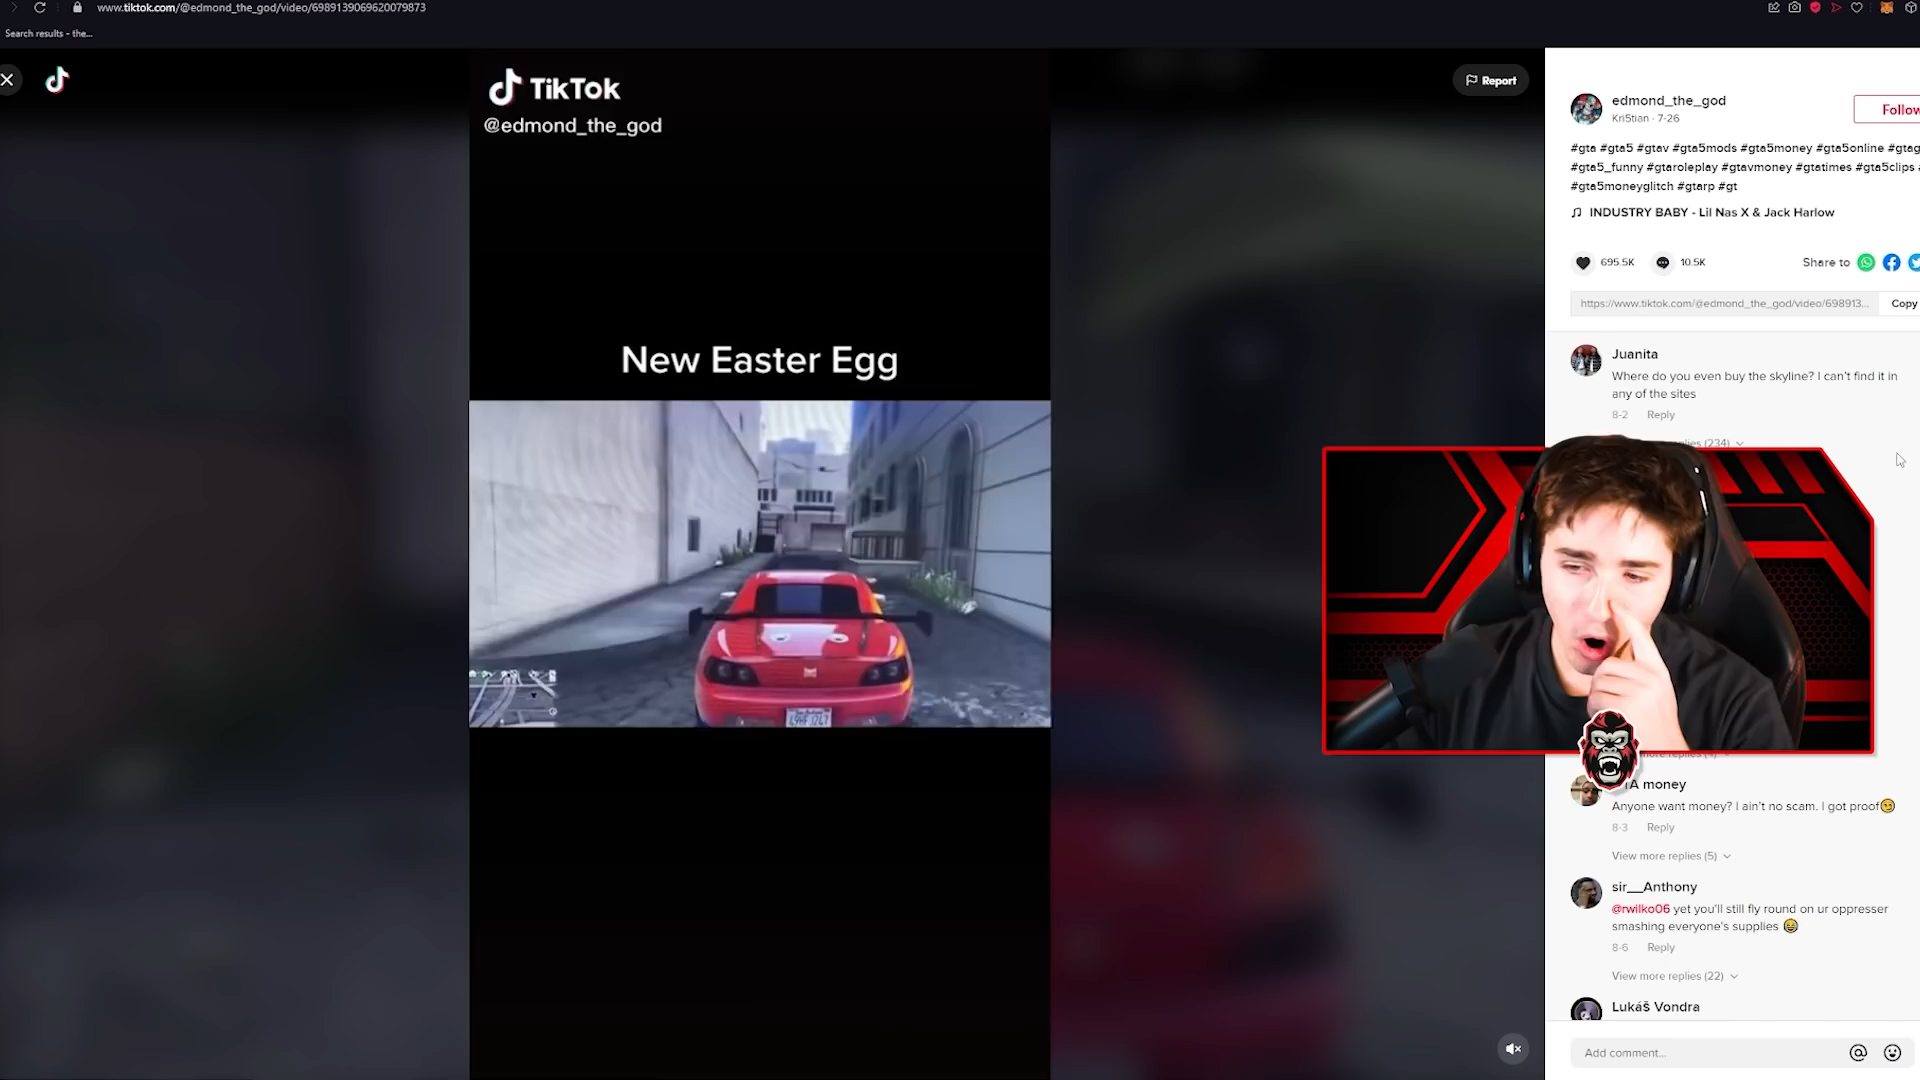 www.tiktok.com/@edmond_the_god/video/6989139069620079873
Search results - the...
TikTok
@edmond_the_god
Report
New Easter Egg
edmond_the_god
Kri5tian · 7-26
Follow
#gta #gta5 #gtav #gta5mods #gta5money #gta5online #gtag
#gta5_funny #gtaroleplay #gtavmoney #gtatimes #gta5clips
#gta5moneyglitch #gtarp #gt
INDUSTRY BABY - Lil Nas X & Jack Harlow
695.5K
10.5K
Share to
https://www.tiktok.com/@edmond_the_god/video/698913...
Copy
Juanita
Where do you even buy the skyline? I can't find it in
any of the sites
8-2 Reply
(234)
money
Anyone want money? I ain't no scam. I got proof😏
8-3 Reply
View more replies (5)
sir__Anthony
@rwilko06 yet you'll still fly round on ur oppresser
smashing everyone's supplies 😂
8-6 Reply
View more replies (22)
Lukáš Vondra
Add comment...